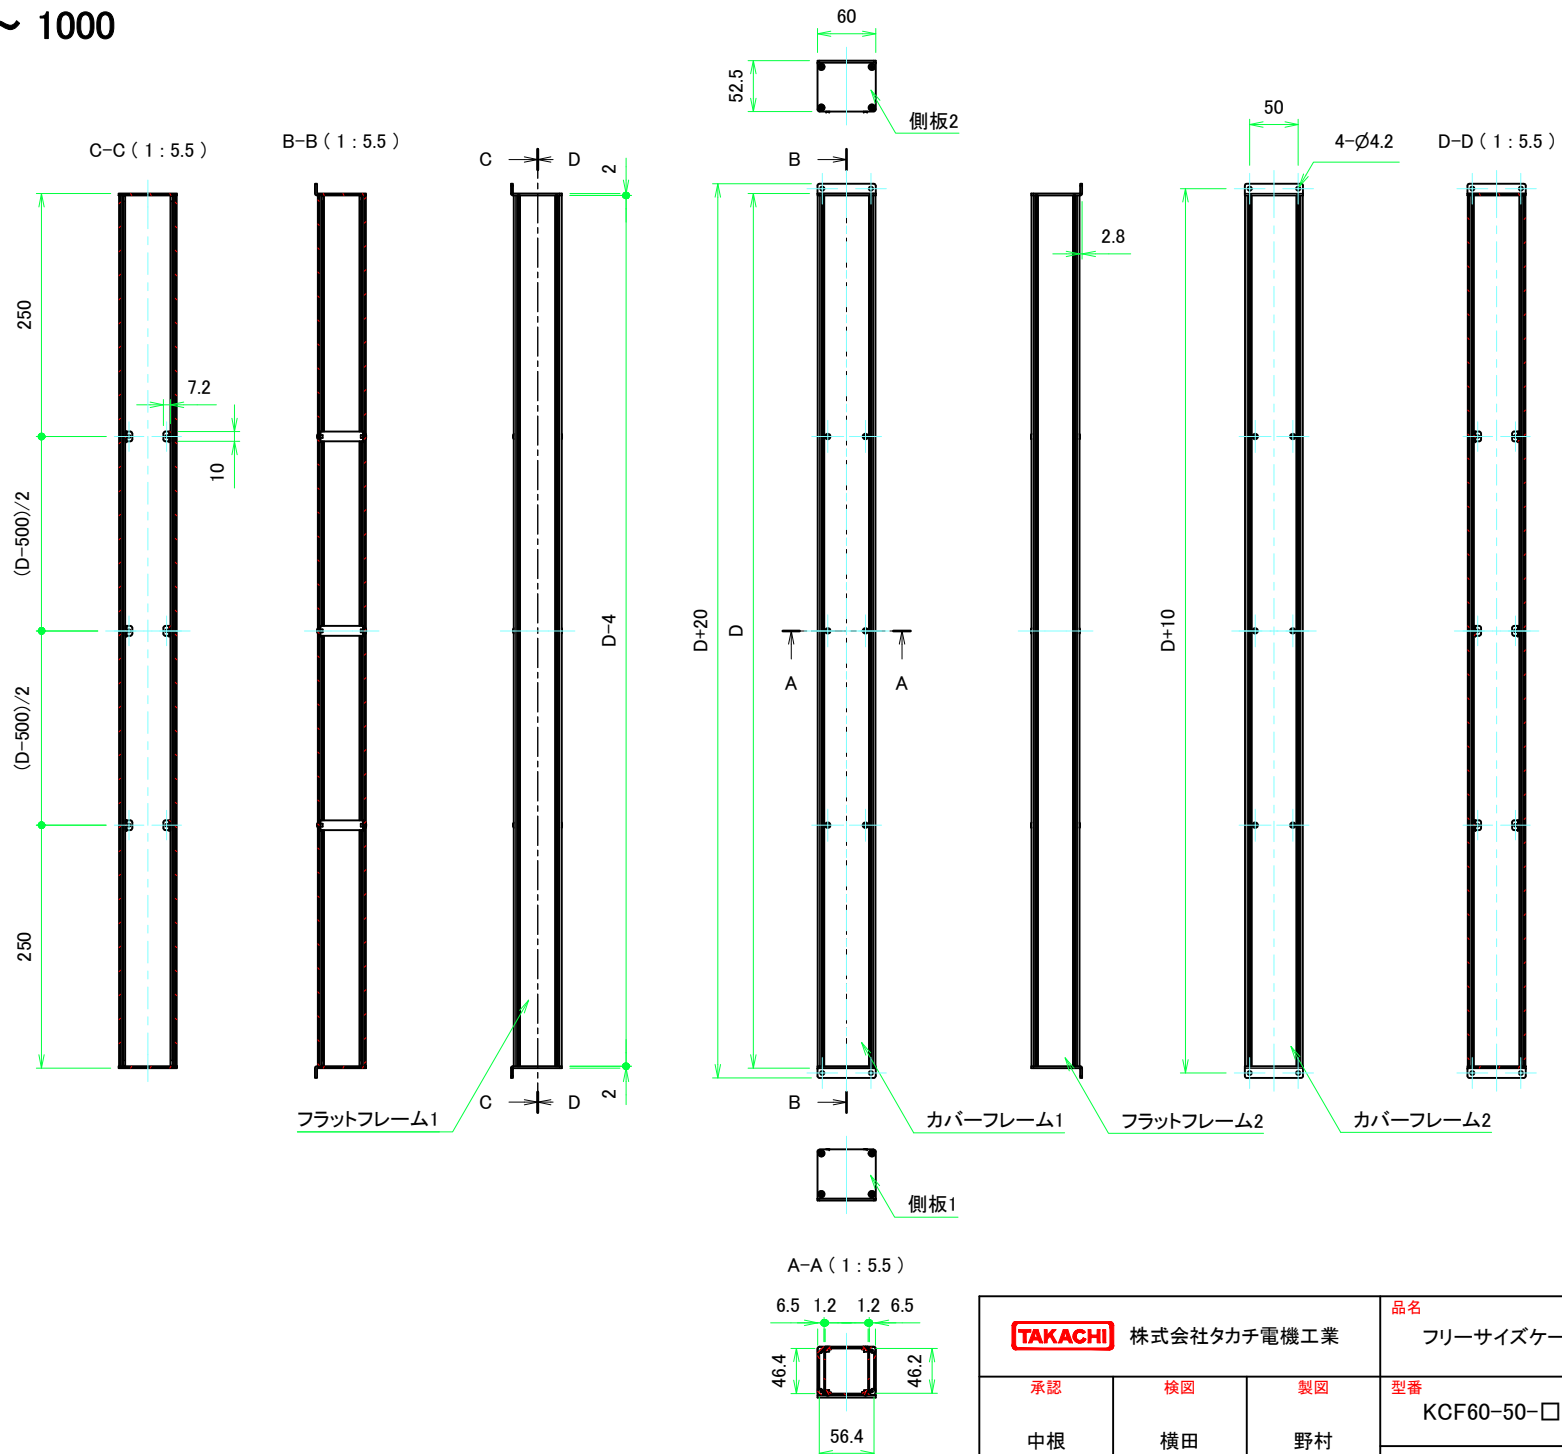 ～ 1000
60
52.5
側板2
50
4-Ø4.2
C-C ( 1 : 5.5 )
B-B ( 1 : 5.5 )
C
D
2
B
D-D ( 1 : 5.5 )
2.8
250
7.2
10
(D-500)/2
D-4
D+20
D
D+10
A
A
(D-500)/2
250
C
D
2
B
フラットフレーム1
カバーフレーム1
フラットフレーム2
カバーフレーム2
側板1
A-A ( 1 : 5.5 )
6.5 1.2 1.2 6.5
46.4
46.2
56.4
TAKACHI 株式会社タカチ電機工業
品名
フリーサイズケー
承認
検図
製図
型番
KCF60-50-□
中根
横田
野村